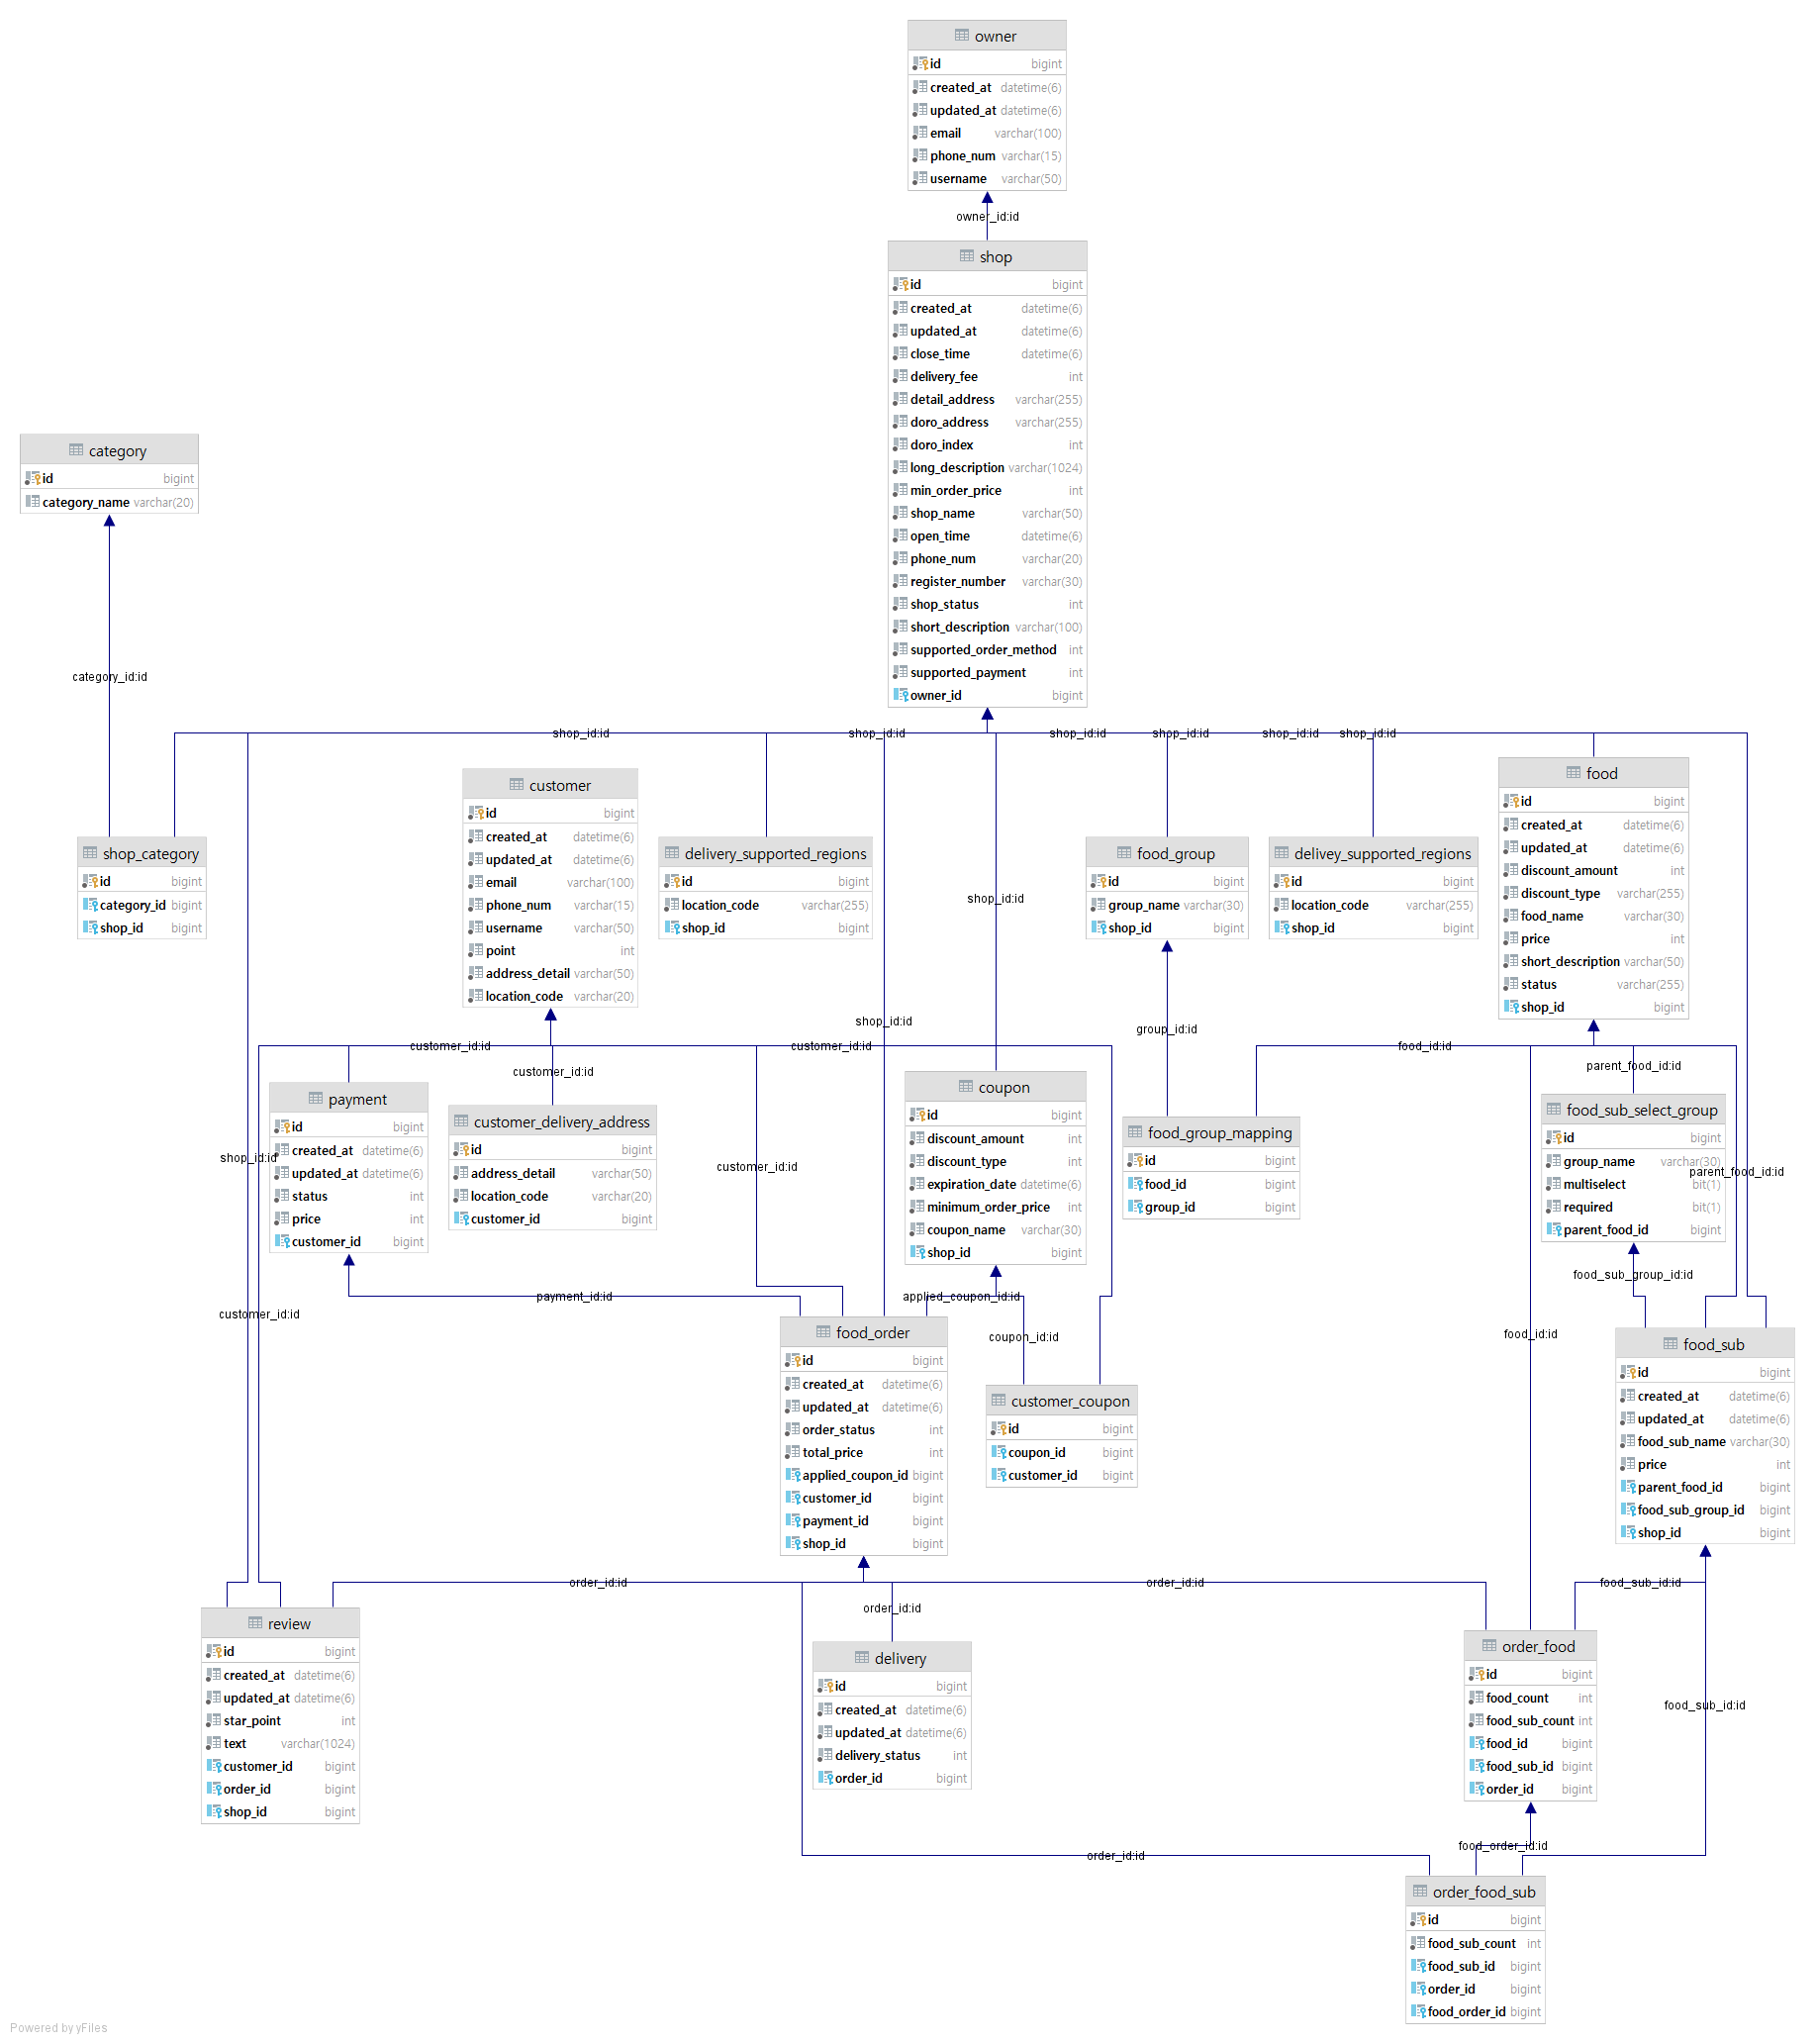 owner
id bigint
created_at datetime(6)
updated_at datetime(6)
email varchar(100)
phone_num varchar(15)
username varchar(50)
owner_id:id
shop
id bigint
created_at datetime(6)
updated_at datetime(6)
close_time datetime(6)
delivery_fee int
detail_address varchar(255)
doro_address varchar(255)
doro_index int
long_description varchar(1024)
min_order_price int
shop_name varchar(50)
open_time datetime(6)
phone_num varchar(20)
register_number varchar(30)
shop_status int
short_description varchar(100)
supported_order_method int
supported_payment int
owner_id bigint
category
id bigint
category_name varchar(20)
category_id:id
shop_id:id shop_id:id shop_id:id shop_id:id shop_id:id shop_id:id
shop_category
id bigint
category_id bigint
shop_id bigint
customer
id bigint
created_at datetime(6)
updated_at datetime(6)
email varchar(100)
phone_num varchar(15)
username varchar(50)
point int
address_detail varchar(50)
location_code varchar(20)
delivery_supported_regions
id bigint
location_code varchar(255)
shop_id bigint
shop_id:id
food_group
id bigint
group_name varchar(30)
shop_id bigint
delivey_supported_regions
id bigint
location_code varchar(255)
shop_id bigint
food
id bigint
created_at datetime(6)
updated_at datetime(6)
discount_amount int
discount_type varchar(255)
food_name varchar(30)
price int
short_description varchar(50)
status varchar(255)
shop_id bigint
shop_id:id
group_id:id
customer_id:id customer_id:id
food_id:id
customer_id:id
parent_food_id:id
payment
id bigint
created_at datetime(6)
updated_at datetime(6)
status int
price int
customer_id bigint
customer_delivery_address
id bigint
address_detail varchar(50)
location_code varchar(20)
customer_id bigint
coupon
id bigint
discount_amount int
discount_type int
expiration_date datetime(6)
minimum_order_price int
coupon_name varchar(30)
shop_id bigint
food_group_mapping
id bigint
food_id bigint
group_id bigint
food_sub_select_group
id bigint
group_name varchar(30)
multiselect bit(1)
required bit(1)
parent_food_id bigint
shop_id:id
customer_id:id
parent_food_id:id
food_sub_group_id:id
payment_id:id
applied_coupon_id:id
customer_id:id
coupon_id:id
food_id:id
food_order
id bigint
created_at datetime(6)
updated_at datetime(6)
order_status int
total_price int
applied_coupon_id bigint
customer_id bigint
payment_id bigint
shop_id bigint
customer_coupon
id bigint
coupon_id bigint
customer_id bigint
food_sub
id bigint
created_at datetime(6)
updated_at datetime(6)
food_sub_name varchar(30)
price int
parent_food_id bigint
food_sub_group_id bigint
shop_id bigint
order_id:id order_id:id food_sub_id:id
order_id:id
review
id bigint
created_at datetime(6)
updated_at datetime(6)
star_point int
text varchar(1024)
customer_id bigint
order_id bigint
shop_id bigint
delivery
id bigint
created_at datetime(6)
updated_at datetime(6)
delivery_status int
order_id bigint
order_food
id bigint
food_count int
food_sub_count int
food_id bigint
food_sub_id bigint
order_id bigint
food_sub_id:id
food_order_id:id
order_id:id
order_food_sub
id bigint
food_sub_count int
food_sub_id bigint
order_id bigint
food_order_id bigint
Powered by yFiles